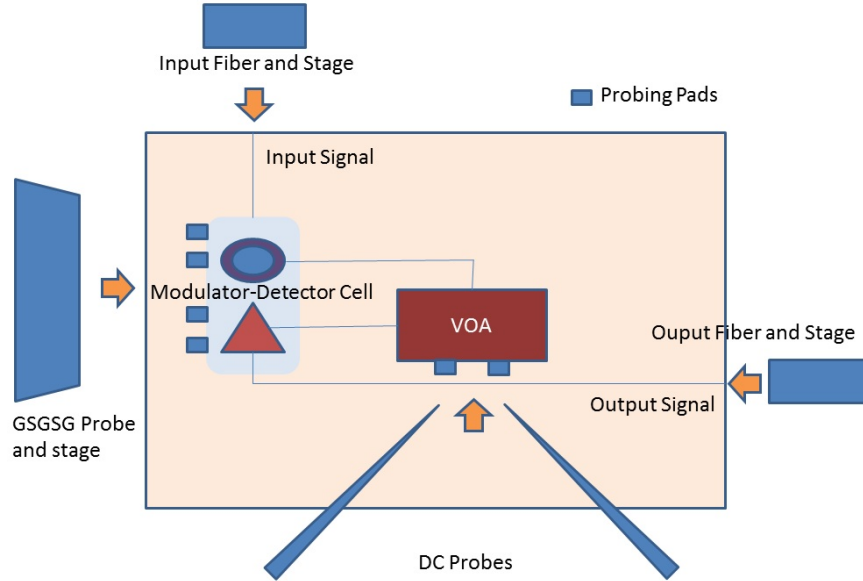 Input Fiber and Stage
Probing Pads
Input Signal
Modulator-Detector Cell
VOA
Ouput Fiber and Stage
Output Signal
GSGSG Probe
and stage
DC Probes